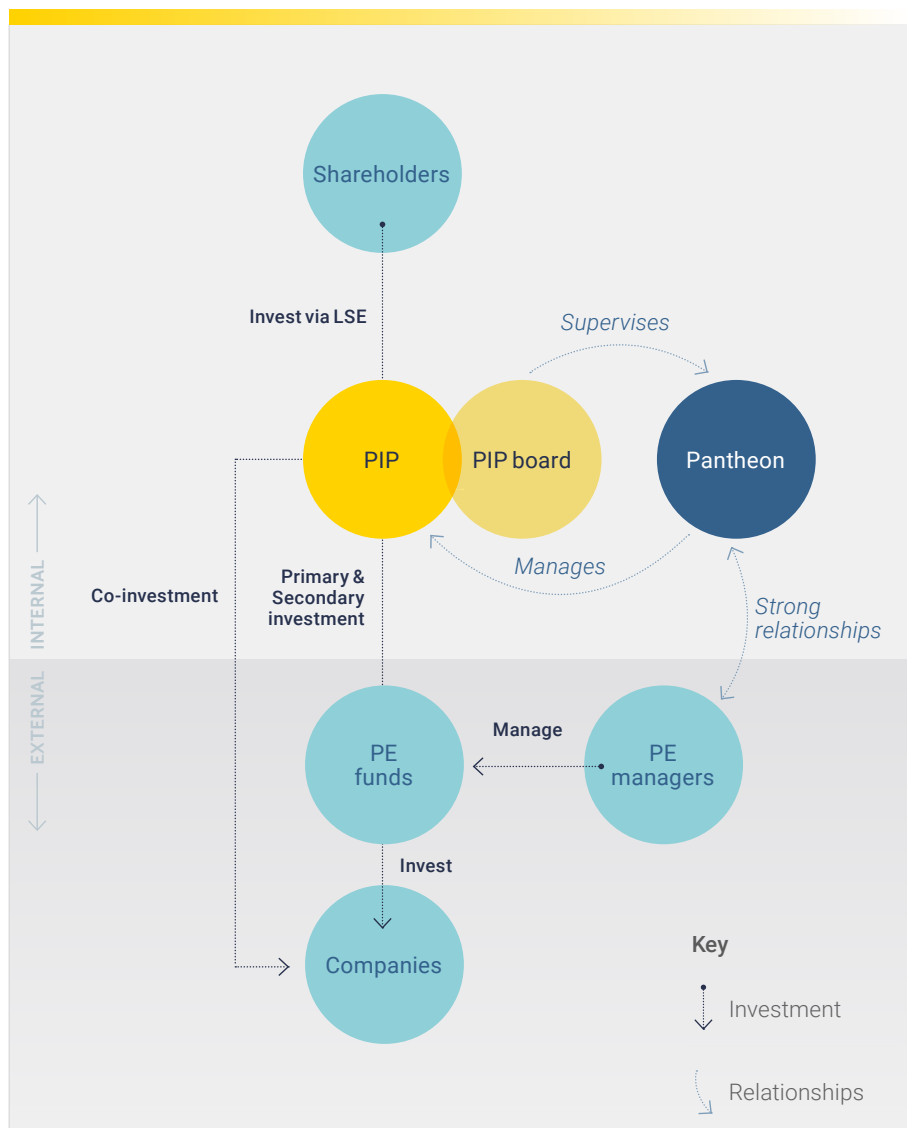 Shareholders
Invest via LSE
Supervises
PIP
PIP board
Pantheon
Manages
Co-investment
Primary &
Secondary
investment
Strong
relationships
INTERNAL
EXTERNAL
PE
funds
Manage
PE
managers
Invest
Companies
Key
Investment
Relationships